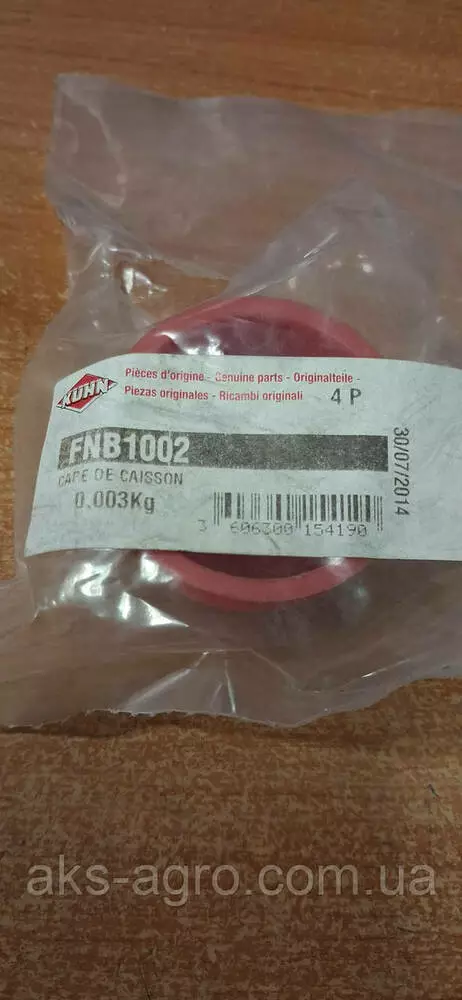 KUHN
Pièces d'origine - Genuine parts - Originalteile -
Piezas originales - Ricambi originali
4 P
FNB1002
CAPE DE CAISSON
0.003Kg
3 606300 154190
30/07/2014
aks-agro.com.ua